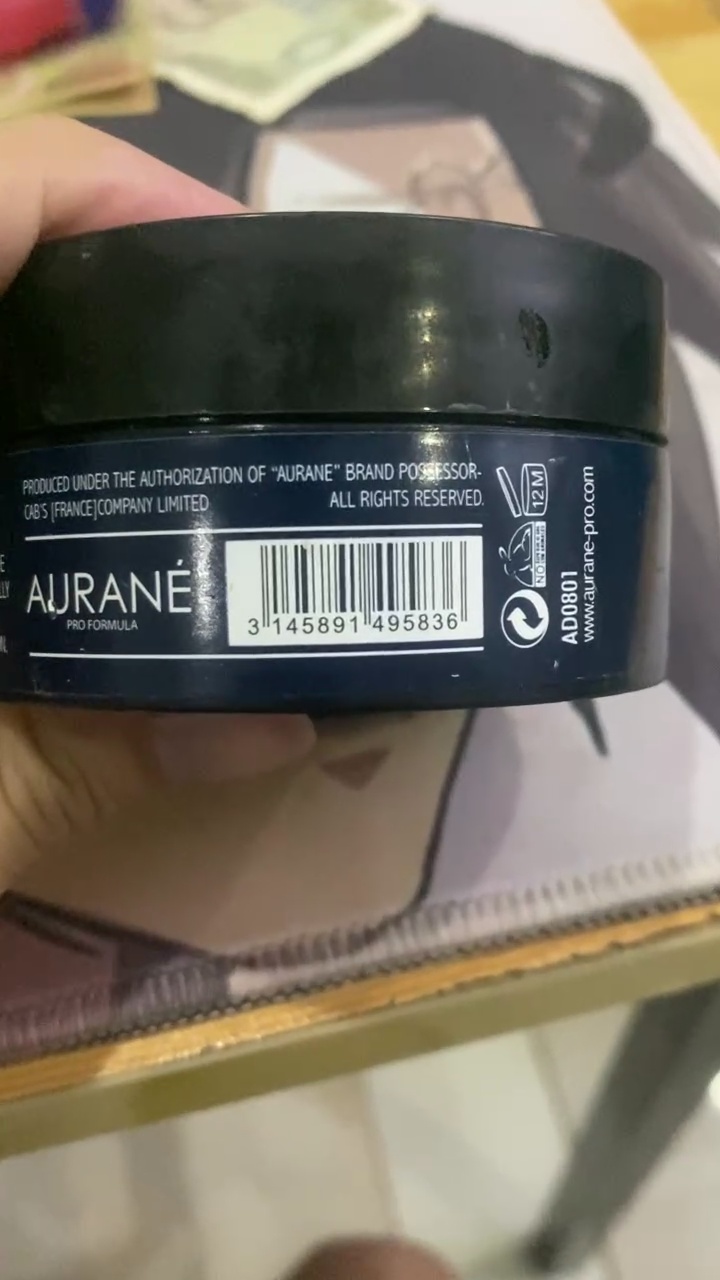 PRODUCED UNDER THE AUTHORIZATION OF “AURANE” BRAND POSSESSOR-
CAB'S [FRANCE]COMPANY LIMITED ALL RIGHTS RESERVED.
AURANÉ
PRO FORMULA
3 145891 495836
12 M
AD0801
www.aurane-pro.com